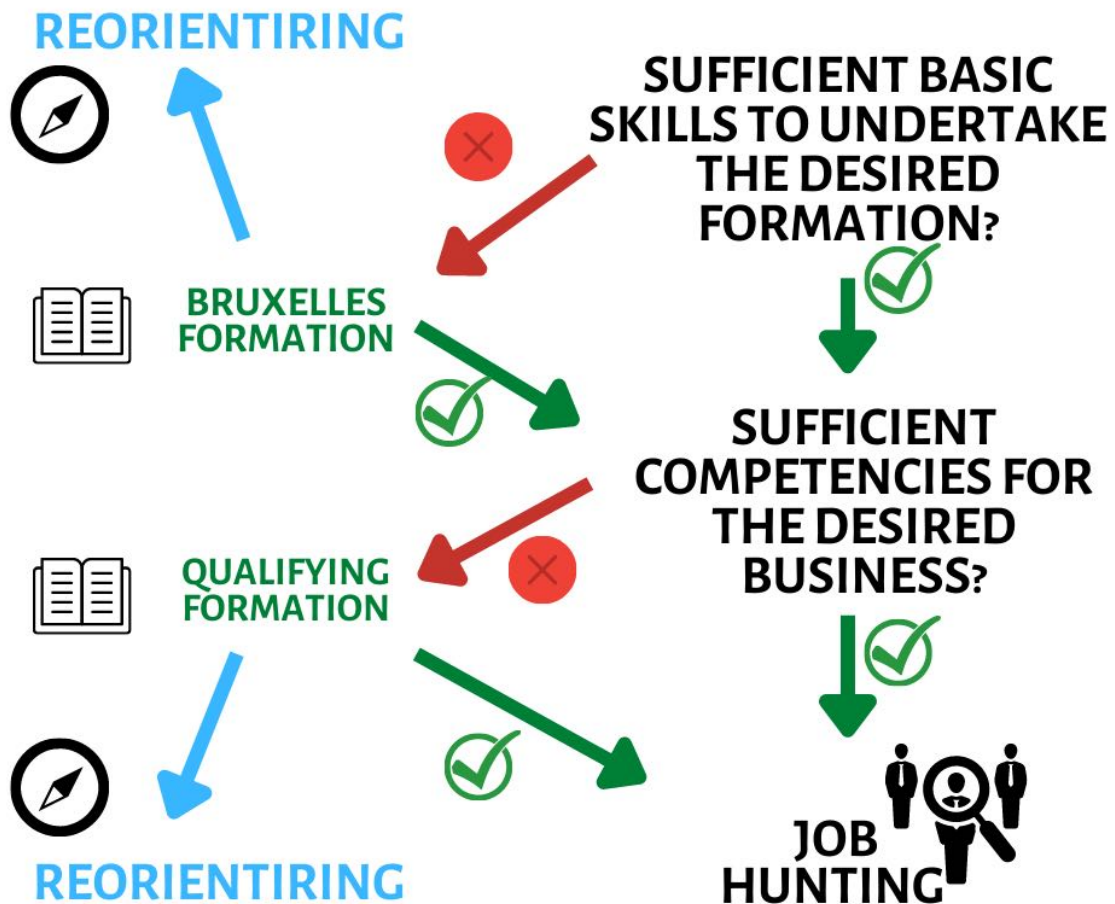 REORIENTIRING
SUFFICIENT BASIC
SKILLS TO UNDERTAKE
THE DESIRED
FORMATION?
BRUXELLES
FORMATION
SUFFICIENT
COMPETENCIES FOR
THE DESIRED
BUSINESS?
QUALIFYING
FORMATION
JOB
HUNTING
REORIENTIRING